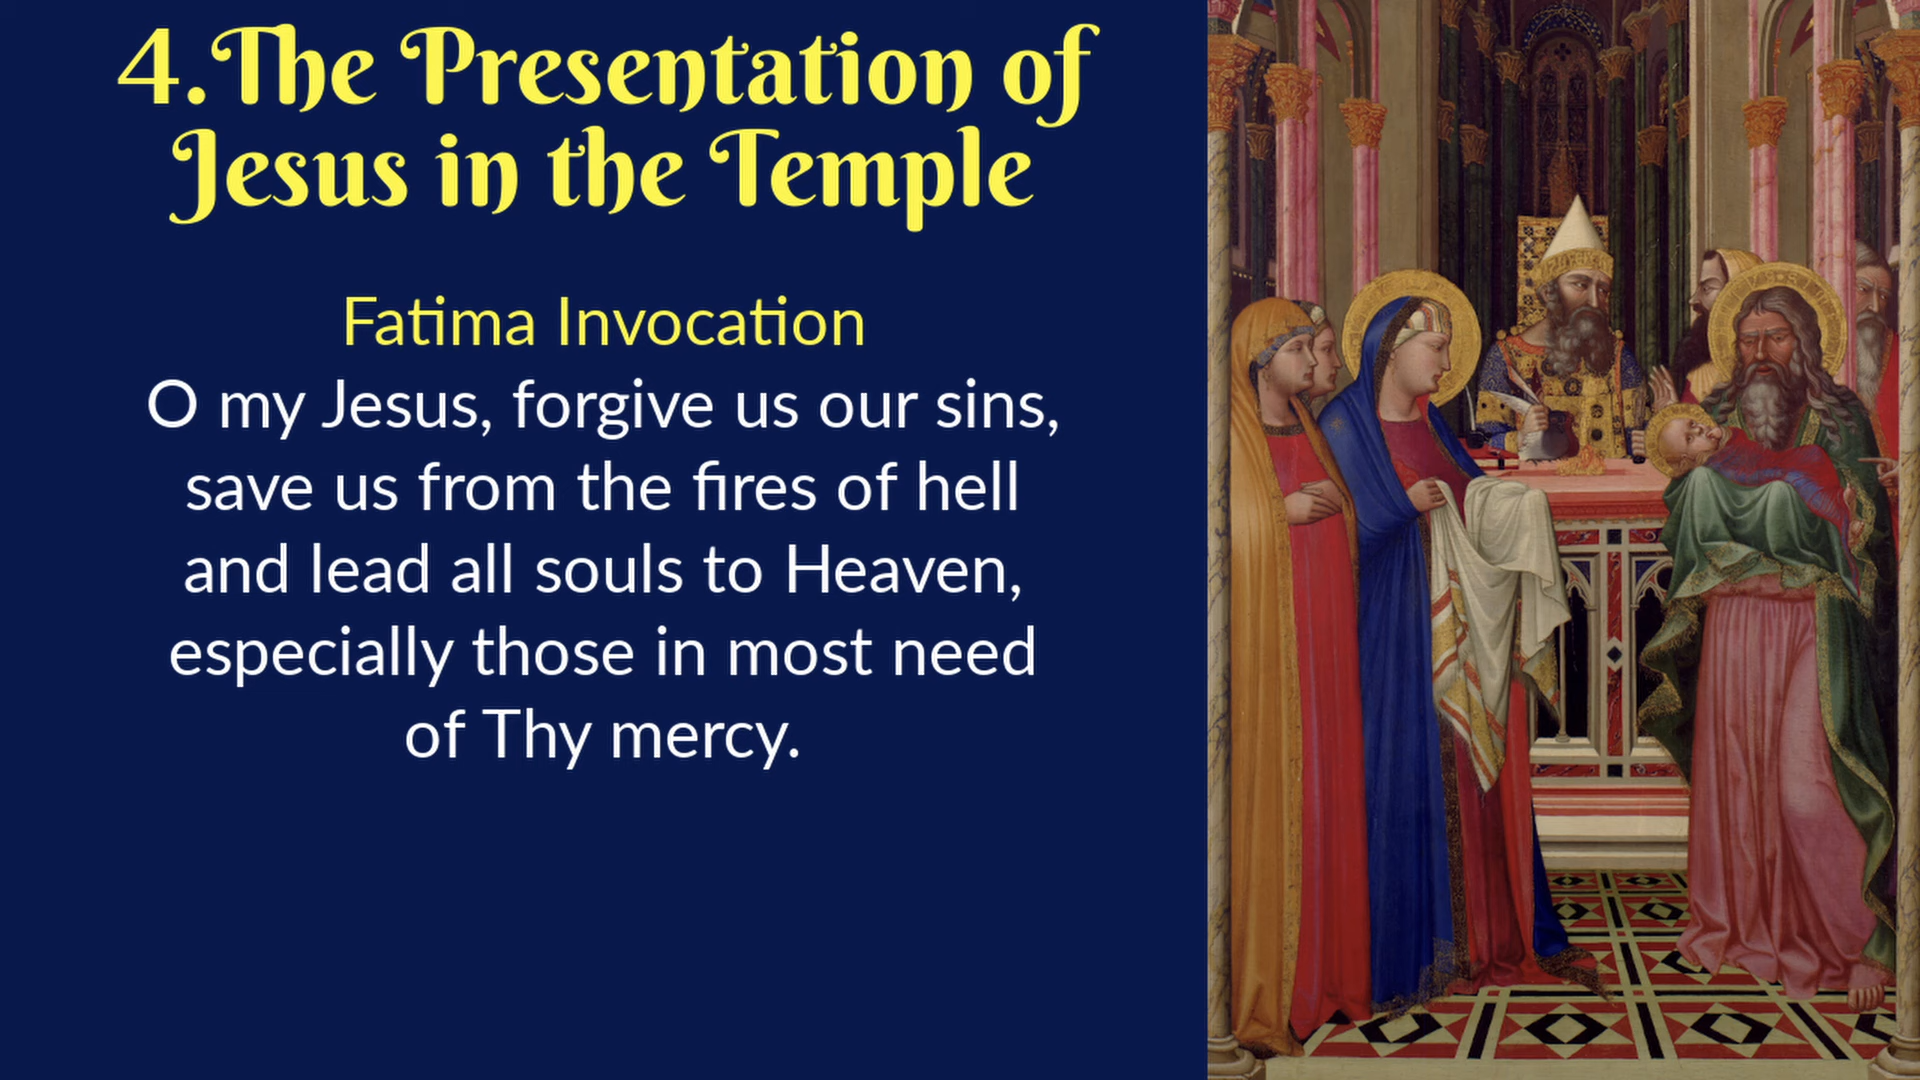 4.The Presentation of
Jesus in the Temple
Fatima Invocation
O my Jesus, forgive us our sins,
save us from the fires of hell
and lead all souls to Heaven,
especially those in most need
of Thy mercy.